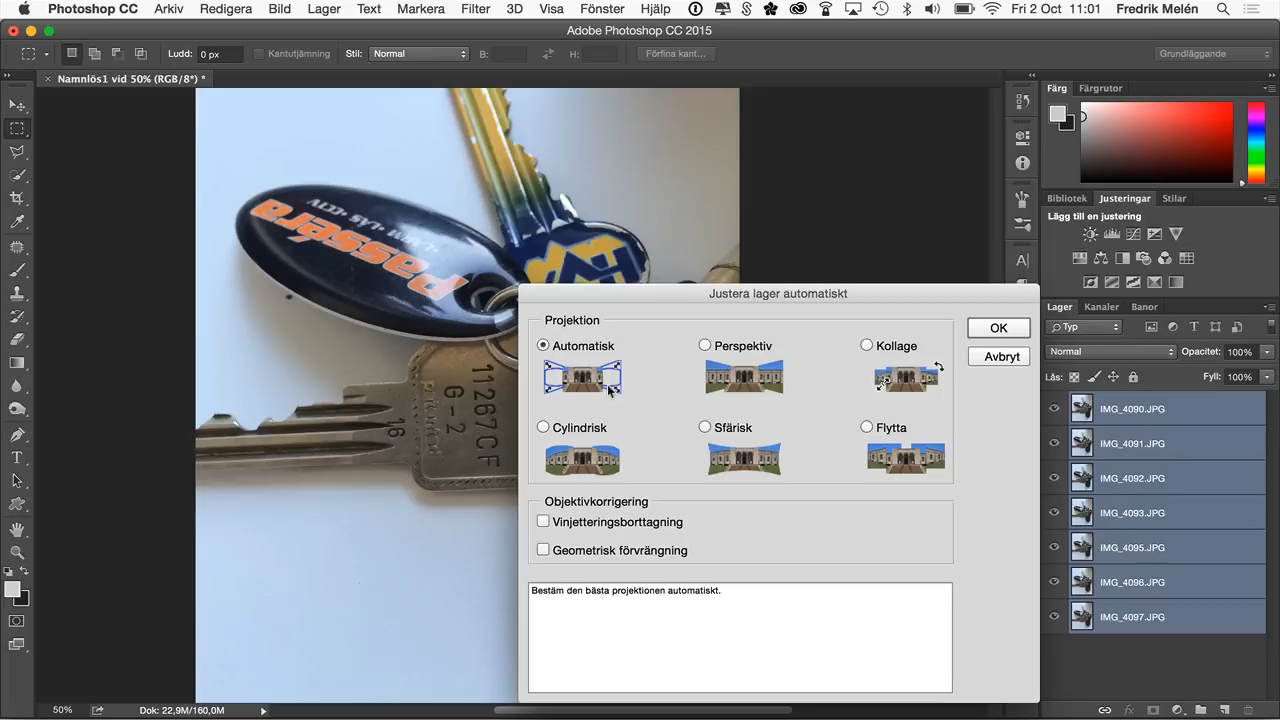 Photoshop CC Arkiv Redigera Bild Lager Text Markera Filter 3D Visa Fönster Hjälp Fri 2 Oct 11:01 Fredrik Melén
Adobe Photoshop CC 2015
Ludd: 0 px Kantutjämning Stil: Normal B: H: Förfina kant... Grundläggande
Namnlös1 vid 50% (RGB/8*) *
Färg Färgrutor
Bibliotek Justeringar Stilar
Lägg till en justering
Lager Kanaler Banor
Typ
Normal Opacitet: 100%
Lås: Fyll: 100%
IMG_4090.JPG
IMG_4091.JPG
IMG_4092.JPG
IMG_4093.JPG
IMG_4095.JPG
IMG_4096.JPG
IMG_4097.JPG
passéra
LARM • LÅS • CCTV
11267CF
G-2
16
Justera lager automatiskt
Projektion
OK
Avbryt
Automatisk Perspektiv Kollage
Cylindrisk Sfärisk Flytta
Objektivkorrigering
Vinjetteringsborttagning
Geometrisk förvrängning
Bestäm den bästa projektionen automatiskt.
50% Dok: 22,9M/160,0M